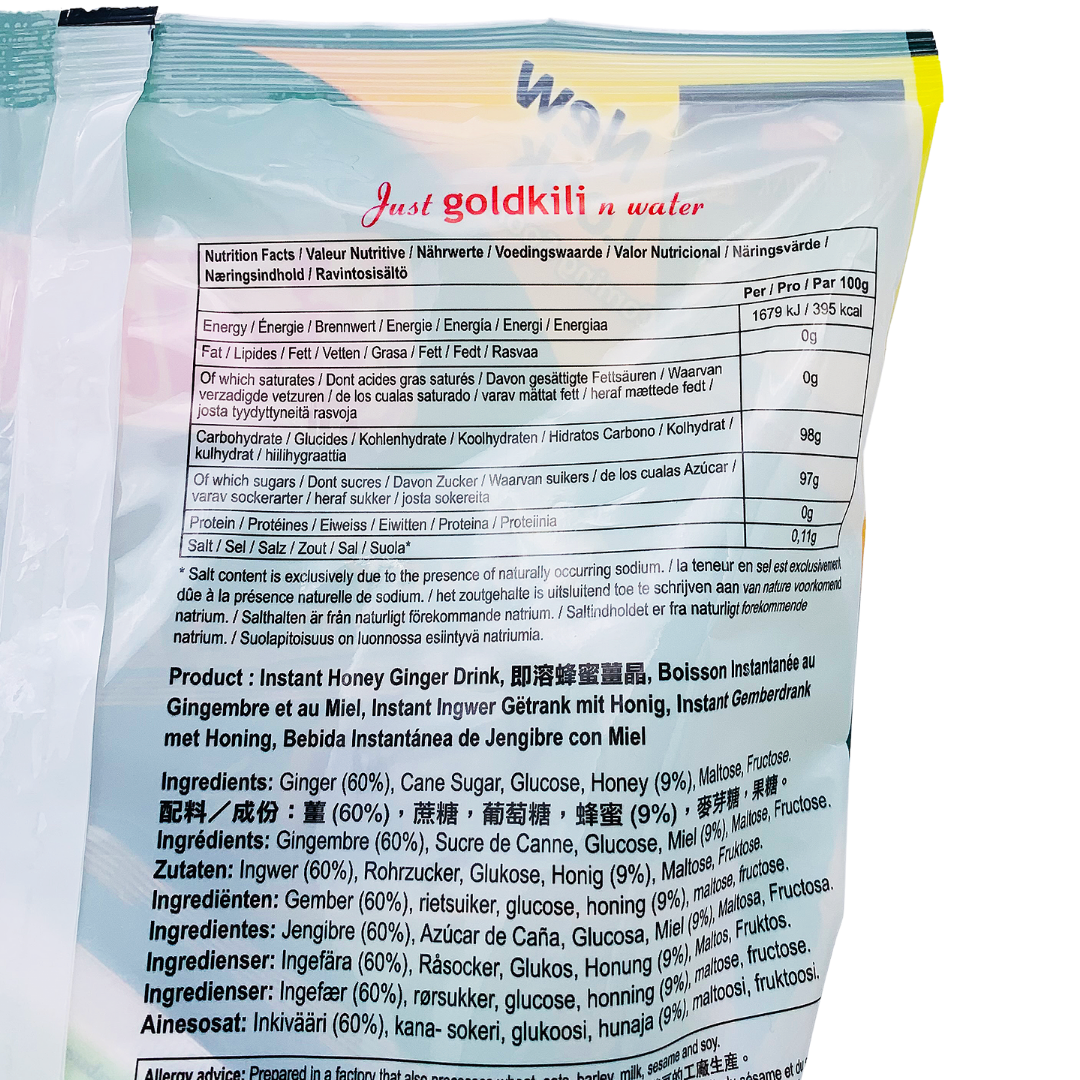 New
Just goldkili n water
Nutrition Facts / Valeur Nutritive / Nährwerte / Voedingswaarde / Valor Nutricional / Näringsvärde /
Næringsindhold / Ravintosisältö
Per / Pro / Par 100g
Energy / Énergie / Brennwert / Energie / Energía / Energi / Energiaa 1679 kJ / 395 kcal
Fat / Lipides / Fett / Vetten / Grasa / Fett / Fedt / Rasvaa 0g
Of which saturates / Dont acides gras saturés / Davon gesättigte Fettsäuren / Waarvan
verzadigde vetzuren / de los cualas saturado / varav mättat fett / heraf mættede fedt / 0g
josta tyydyttyneitä rasvoja
Carbohydrate / Glucides / Kohlenhydrate / Koolhydraten / Hidratos Carbono / Kolhydrat / 98g
kulhydrat / hiilihygraattia
Of which sugars / Dont sucres / Davon Zucker / Waarvan suikers / de los cualas Azúcar / 97g
varav sockerarter / heraf sukker / josta sokereita
Protein / Protéines / Eiweiss / Eiwitten / Proteina / Proteiinia 0g
Salt / Sel / Salz / Zout / Sal / Suola* 0,11g
* Salt content is exclusively due to the presence of naturally occurring sodium. / la teneur en sel est exclusivement
dûe à la présence naturelle de sodium. / het zoutgehalte is uitsluitend toe te schrijven aan van nature voorkomend
natrium. / Salthalten är från naturligt förekommande natrium. / Saltindholdet er fra naturligt forekommende
natrium. / Suolapitoisuus on luonnossa esiintyvä natriumia.
Product : Instant Honey Ginger Drink, 即溶蜂蜜薑晶, Boisson Instantanée au
Gingembre et au Miel, Instant Ingwer Gëtrank mit Honig, Instant Gemberdrank
met Honing, Bebida Instantánea de Jengibre con Miel
Ingredients: Ginger (60%), Cane Sugar, Glucose, Honey (9%), Maltose, Fructose.
配料／成份：薑 (60%)，蔗糖，葡萄糖，蜂蜜 (9%)，麥芽糖，果糖。
Ingrédients: Gingembre (60%), Sucre de Canne, Glucose, Miel (9%), Maltose, Fructose.
Zutaten: Ingwer (60%), Rohrzucker, Glukose, Honig (9%), Maltose, Fruktose.
Ingrediënten: Gember (60%), rietsuiker, glucose, honing (9%), maltose, fructose.
Ingredientes: Jengibre (60%), Azúcar de Caña, Glucosa, Miel (9%), Maltosa, Fructosa.
Ingredienser: Ingefära (60%), Råsocker, Glukos, Honung (9%), Maltos, Fruktos.
Ingredienser: Ingefær (60%), rørsukker, glucose, honning (9%), maltose, fructose.
Ainesosat: Inkivääri (60%), kana- sokeri, glukoosi, hunaja (9%), maltoosi, fruktoosi.
Allergy advice: Prepared in a factory that also processes wheat, oats, barley, milk, sesame and soy.
工廠生產。
sésame et du